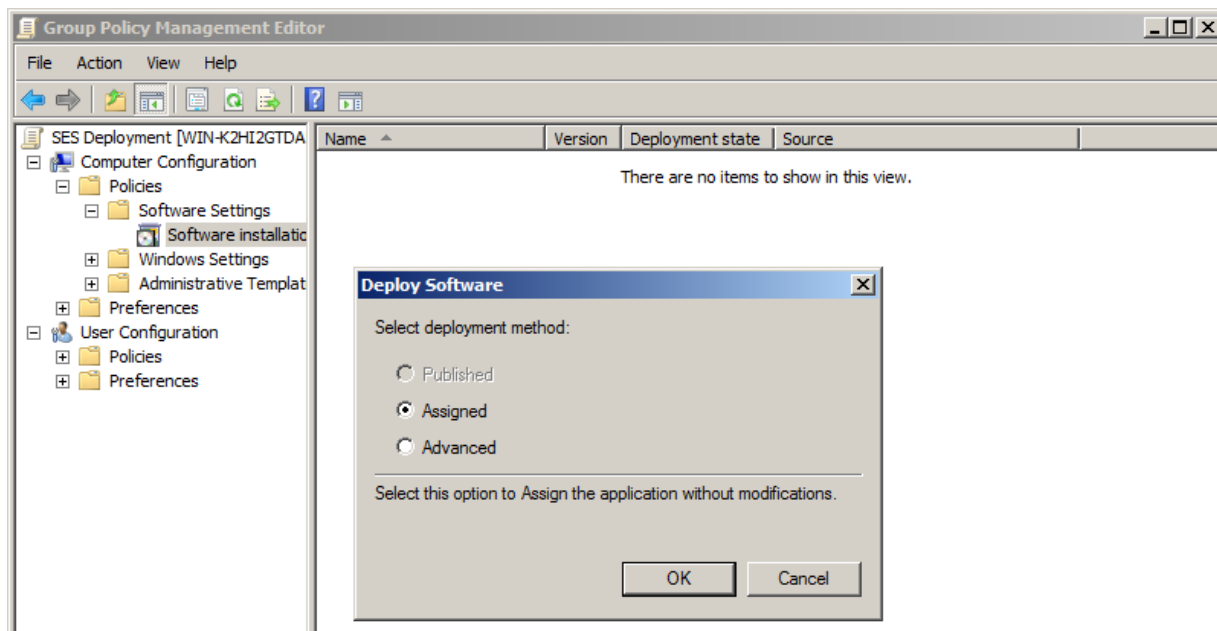 Group Policy Management Editor
File Action View Help
SES Deployment [WIN-K2HI2GTDA
Computer Configuration
Policies
Software Settings
Software installatio
Windows Settings
Administrative Templat
Preferences
User Configuration
Policies
Preferences
Name Version Deployment state Source
There are no items to show in this view.
Deploy Software
Select deployment method:
Published
Assigned
Advanced
Select this option to Assign the application without modifications.
OK Cancel